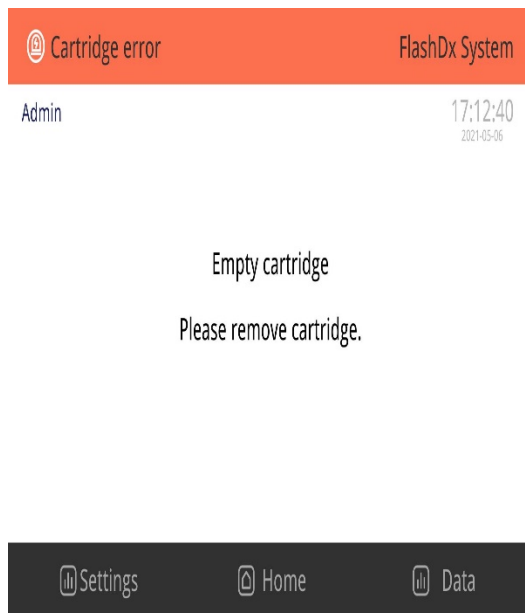 Cartridge error FlashDx System
Admin 17:12:40
2021-05-06
Empty cartridge
Please remove cartridge.
Settings Home Data